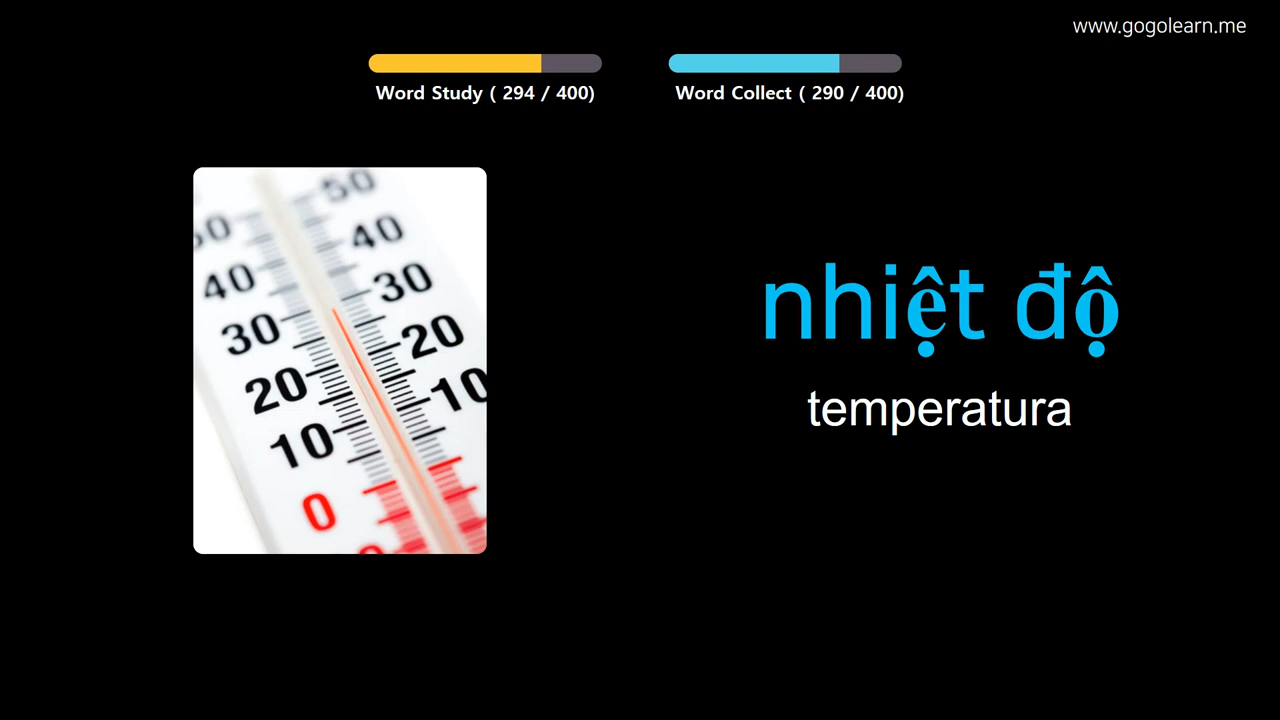 www.gogolearn.me
Word Study ( 294 / 400)
Word Collect ( 290 / 400)
50
40
40
30
30
20
20
10
10
0
nhiệt độ
temperatura